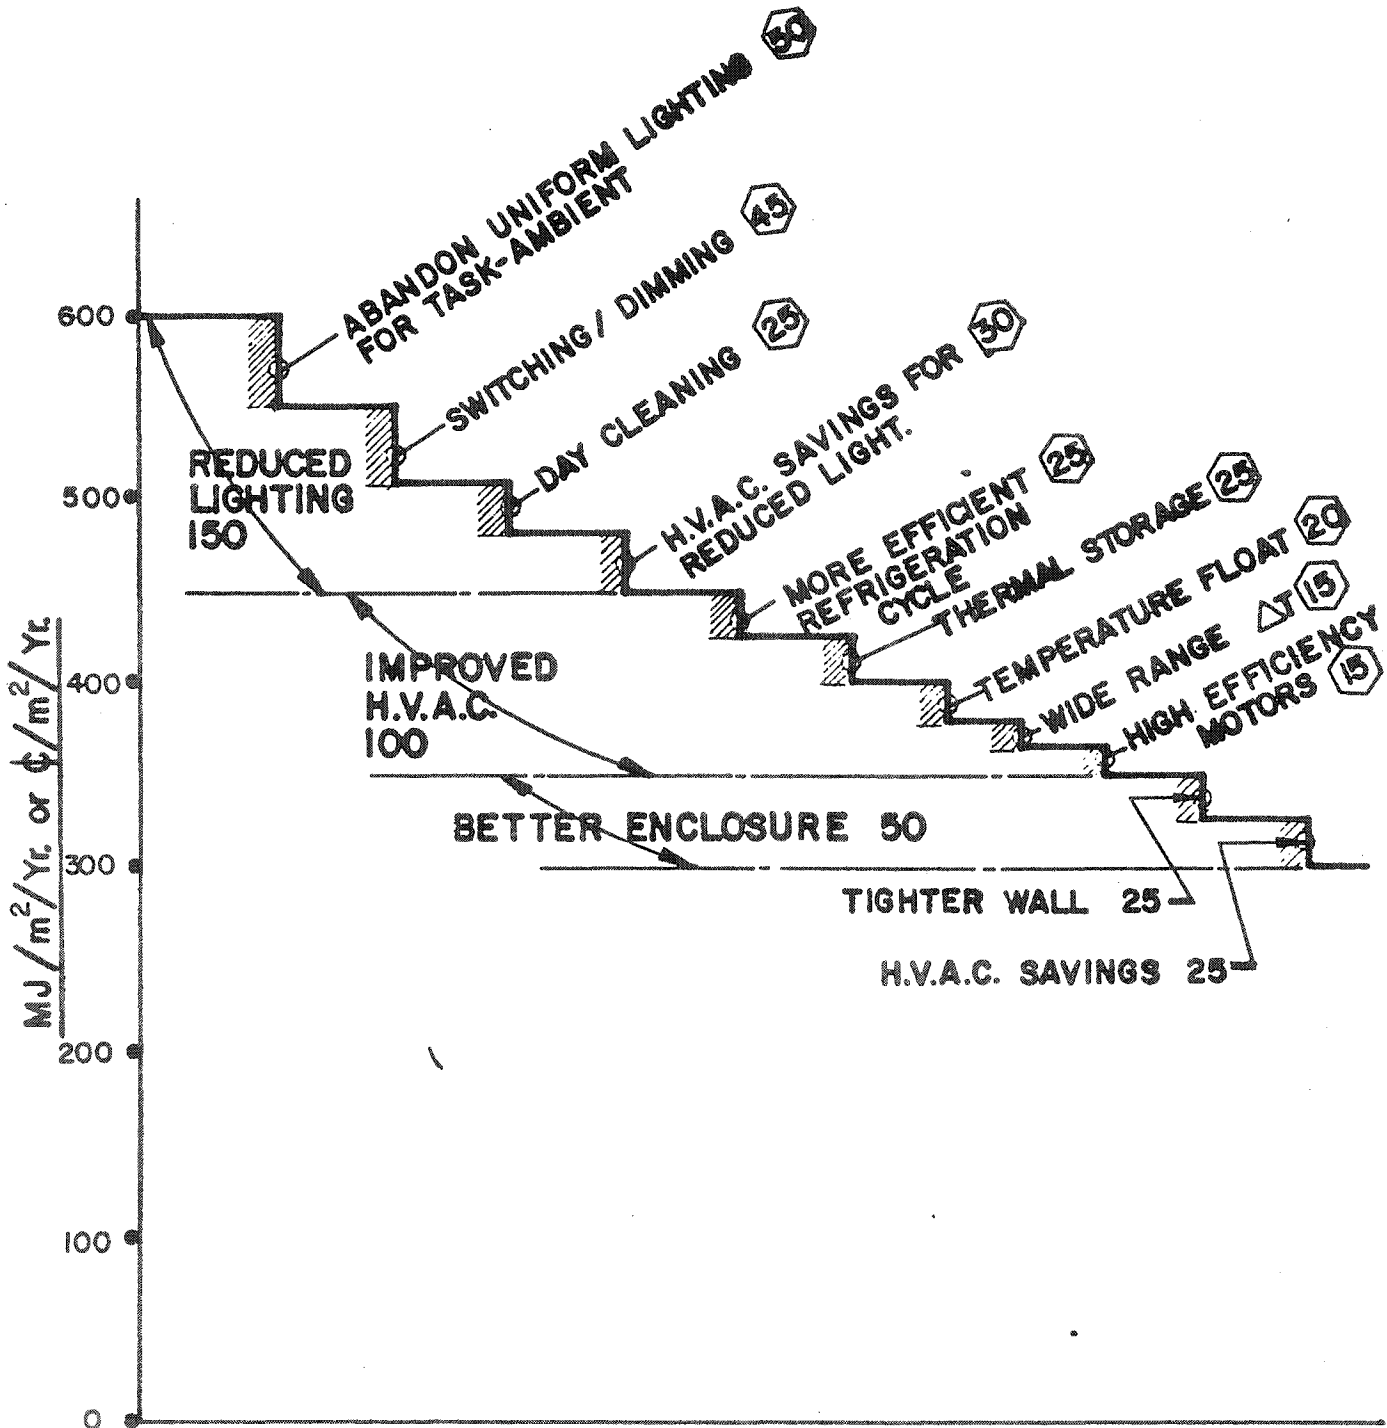 ABANDON UNIFORM LIGHTING 50
FOR TASK-AMBIENT
SWITCHING / DIMMING 45
DAY CLEANING 25
H.V.A.C. SAVINGS FOR 30
REDUCED LIGHT.
MORE EFFICIENT 25
REFRIGERATION
CYCLE
THERMAL STORAGE 25
TEMPERATURE FLOAT 20
WIDE RANGE ΔT 15
HIGH EFFICIENCY
MOTORS 15
REDUCED
LIGHTING
150
IMPROVED
H.V.A.C.
100
BETTER ENCLOSURE 50
TIGHTER WALL 25
H.V.A.C. SAVINGS 25
MJ/m²/Yr. or ¢/m²/Yr.
600
500
400
300
200
100
0